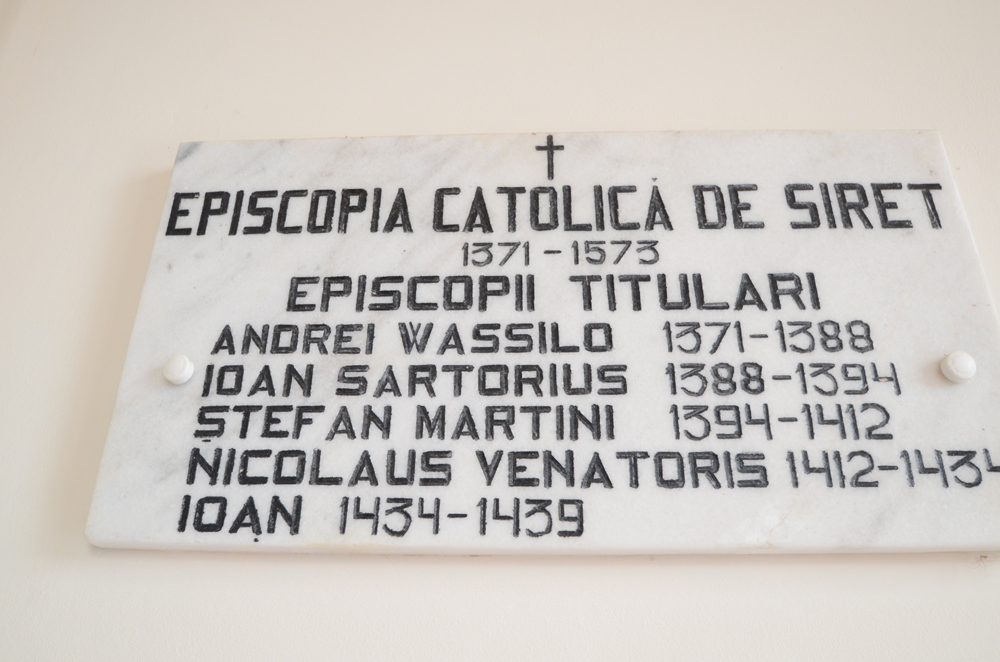 EPISCOPIA CATOLICĂ DE SIRET
1371-1573
EPISCOPII TITULARI
ANDREI WASSILO 1371-1388
IOAN SARTORIUS 1388-1394
ȘTEFAN MARTINI 1394-1412
NICOLAUS VENATORIS 1412-1434
IOAN 1434-1439